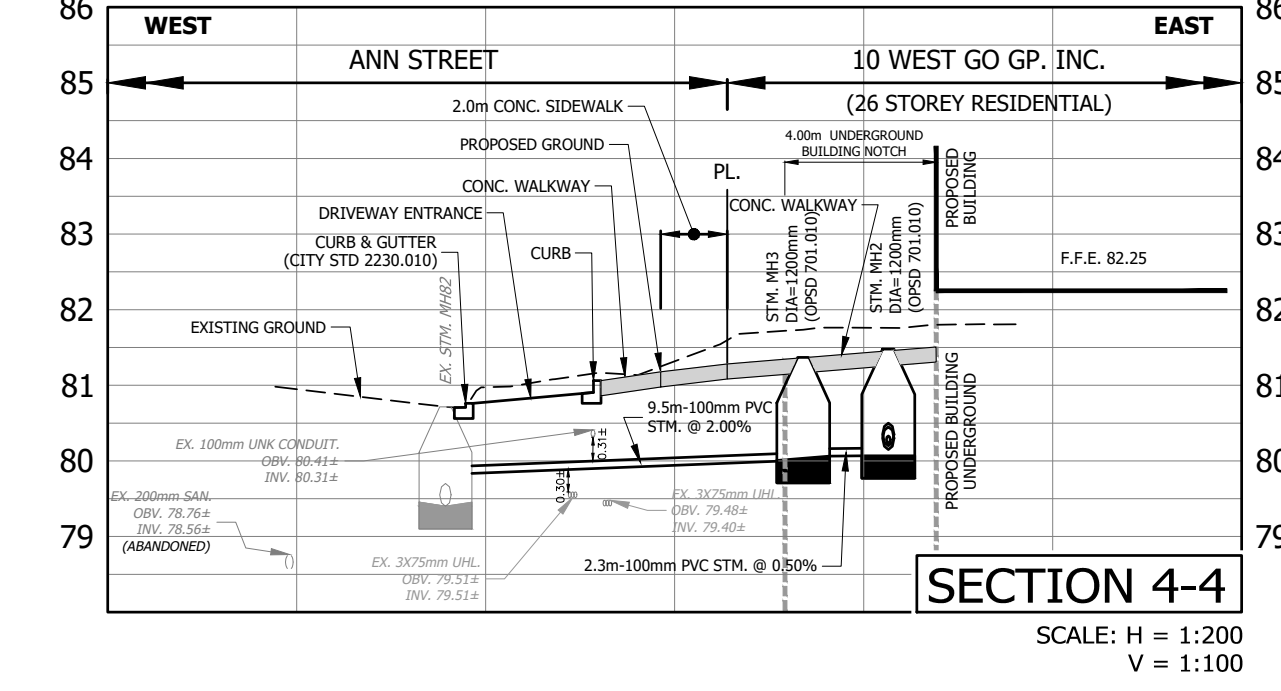 86
86
WEST
EAST
ANN STREET
10 WEST GO GP. INC.
85
85
(26 STOREY RESIDENTIAL)
2.0m CONC. SIDEWALK
4.00m UNDERGROUND
BUILDING NOTCH
PROPOSED GROUND
84
84
PL.
CONC. WALKWAY
CONC. WALKWAY
DRIVEWAY ENTRANCE
PROPOSED
BUILDING
83
83
CURB & GUTTER
(CITY STD 2230.010)
CURB
STM. MH3
DIA=1200mm
(OPSD 701.010)
STM. MH2
DIA=1200mm
(OPSD 701.010)
F.F.E. 82.25
EX. STM. MH82
82
82
EXISTING GROUND
81
81
9.5m-100mm PVC
STM. @ 2.00%
PROPOSED BUILDING
UNDERGROUND
EX. 100mm UNK CONDUIT.
OBV. 80.41±
INV. 80.31±
0.31±
80
80
0.30±
EX. 200mm SAN.
OBV. 78.76±
INV. 78.56±
(ABANDONED)
EX. 3X75mm UHL.
OBV. 79.48±
INV. 79.40±
79
79
EX. 3X75mm UHL.
OBV. 79.51±
INV. 79.51±
2.3m-100mm PVC STM. @ 0.50%
SECTION 4-4
SCALE: H = 1:200
V = 1:100